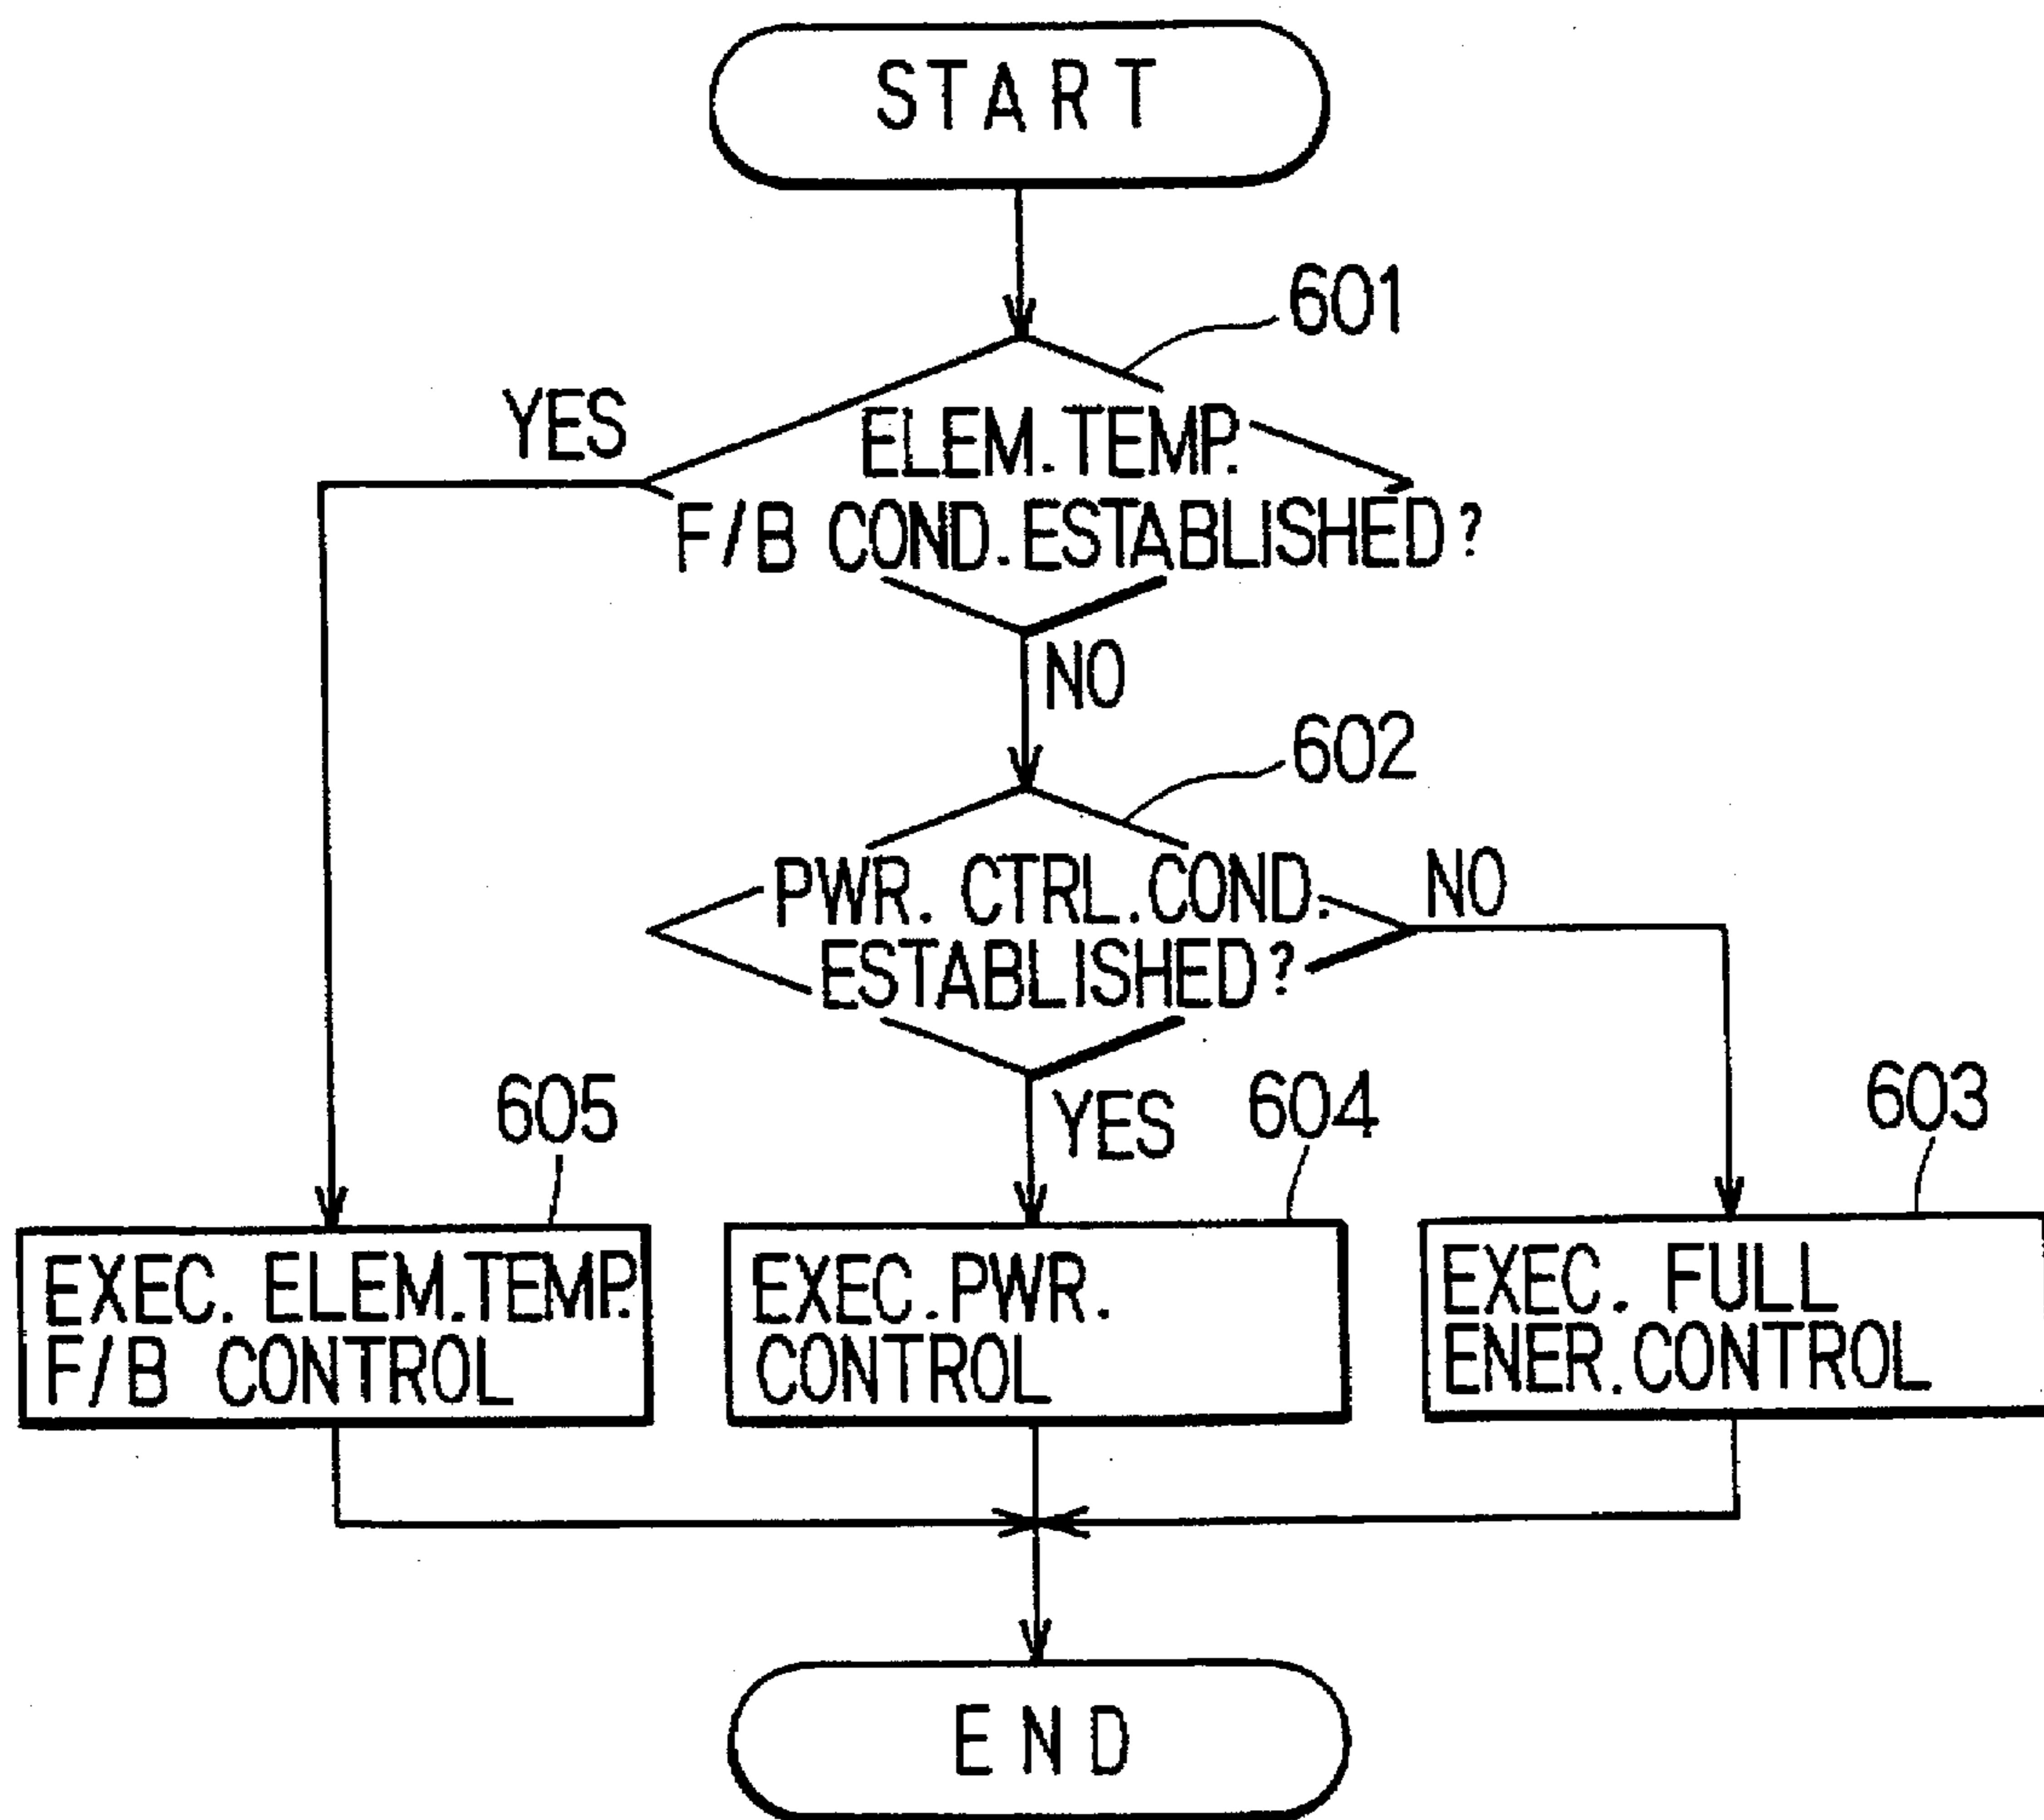 START
601
YES
ELEM.TEMP.
F/B COND.ESTABLISHED?
NO
602
PWR. CTRL.COND.
ESTABLISHED?
NO
YES
605
604
603
EXEC. ELEM.TEMP.
F/B CONTROL
EXEC.PWR.
CONTROL
EXEC. FULL
ENER.CONTROL
END